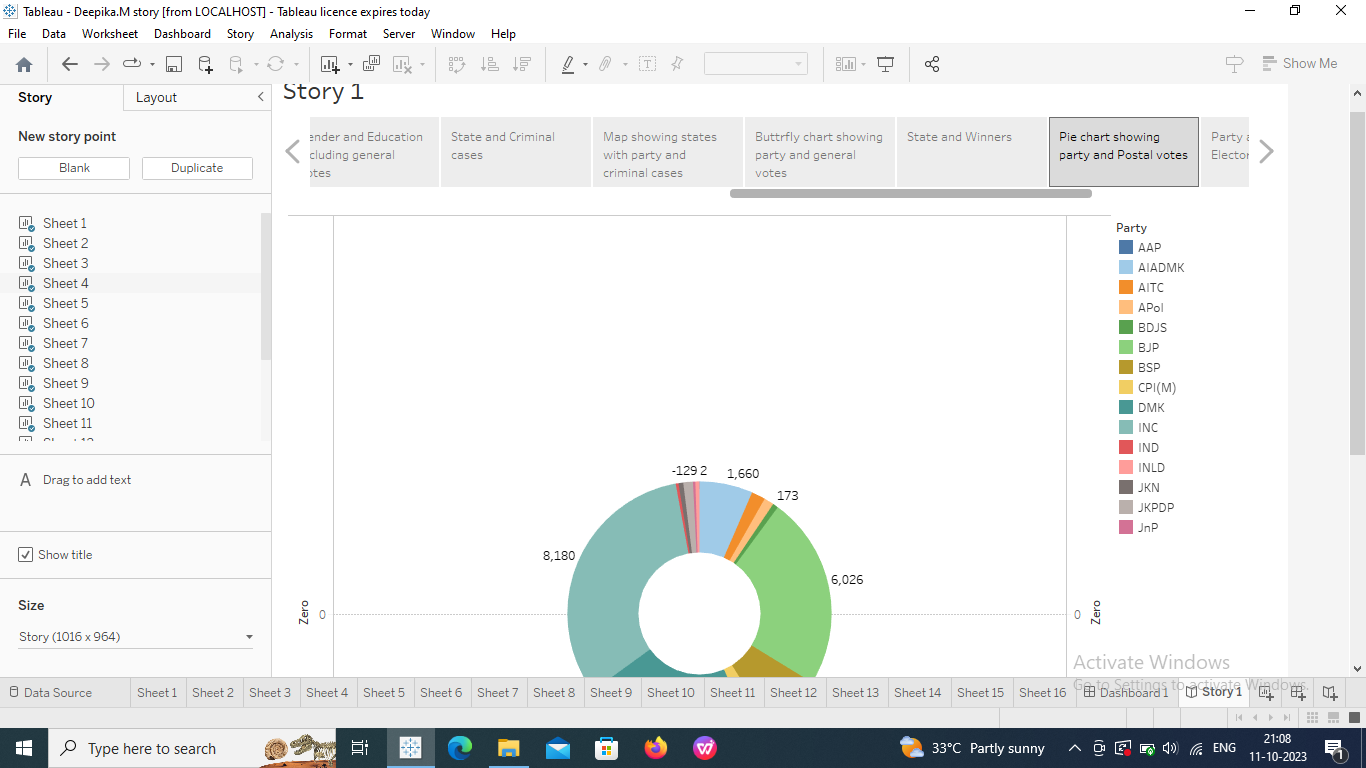 Tableau - Deepika.M story [from LOCALHOST] - Tableau licence expires today
File Data Worksheet Dashboard Story Analysis Format Server Window Help
Show Me
Story Layout
New story point
Blank Duplicate
Sheet 1
Sheet 2
Sheet 3
Sheet 4
Sheet 5
Sheet 6
Sheet 7
Sheet 8
Sheet 9
Sheet 10
Sheet 11
Drag to add text
Show title
Size
Story (1016 x 964)
Story 1
ender and Education
cluding general
otes
State and Criminal
cases
Map showing states
with party and
criminal cases
Buttrfly chart showing
party and general
votes
State and Winners
Pie chart showing
party and Postal votes
Party
Elector
Party
AAP
AIADMK
AITC
APoI
BDJS
BJP
BSP
CPI(M)
DMK
INC
IND
INLD
JKN
JKPDP
JnP
-129 2
1,660
173
8,180
6,026
Zero
0
0
Zero
Activate Windows
Go to Settings to activate Windows.
Data Source Sheet 1 Sheet 2 Sheet 3 Sheet 4 Sheet 5 Sheet 6 Sheet 7 Sheet 8 Sheet 9 Sheet 10 Sheet 11 Sheet 12 Sheet 13 Sheet 14 Sheet 15 Sheet 16 Dashboard 1 Story 1
Type here to search
33°C Partly sunny
ENG
21:08
11-10-2023
1